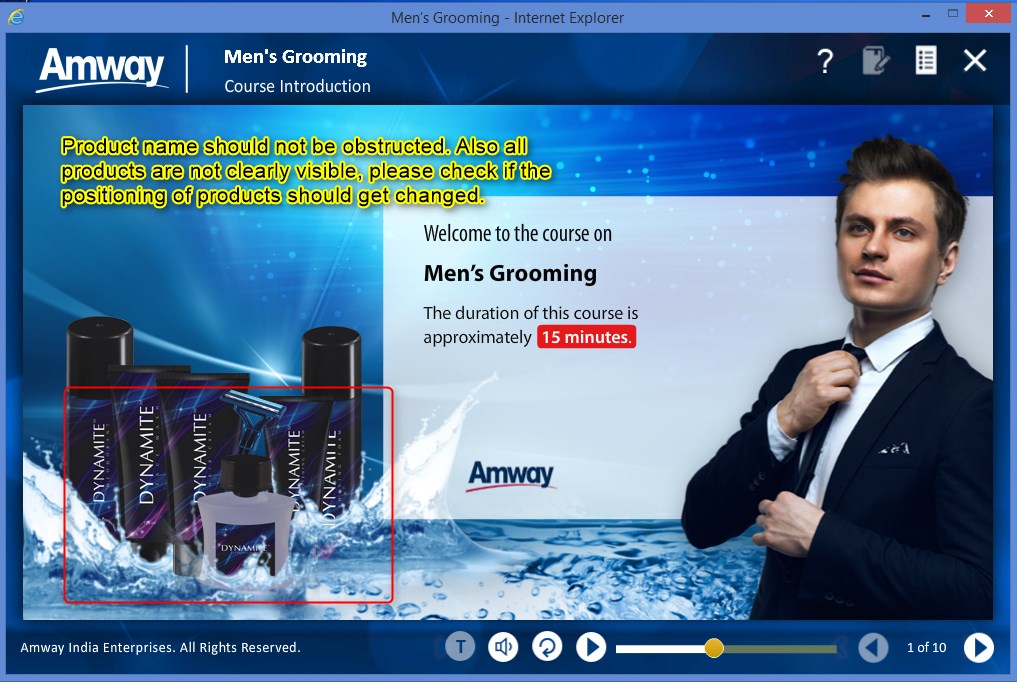 Men's Grooming - Internet Explorer
Amway
Men's Grooming
Course Introduction
?
Product name should not be obstructed. Also all
products are not clearly visible, please check if the
positioning of products should get changed.
Welcome to the course on
Men's Grooming
The duration of this course is
approximately 15 minutes.
DYNAMITE
DYNAMITE
DYNAMITE
DYNAMITE
DYNAMITE
DYNAMITE
Amway
Amway India Enterprises. All Rights Reserved.
T
1 of 10